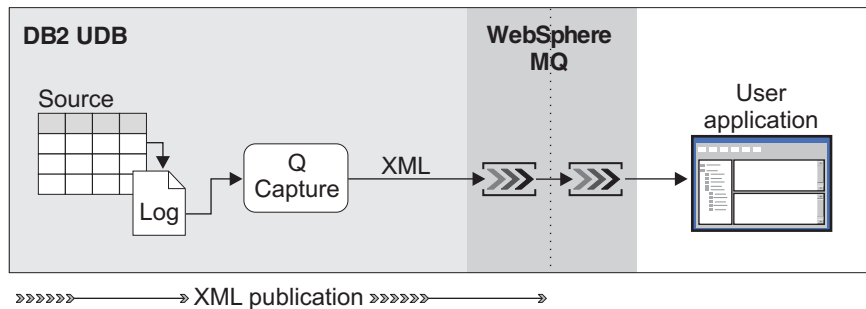 DB2 UDB
WebSphere
MQ
Source
Log
Q
Capture
XML
User
application
XML publication